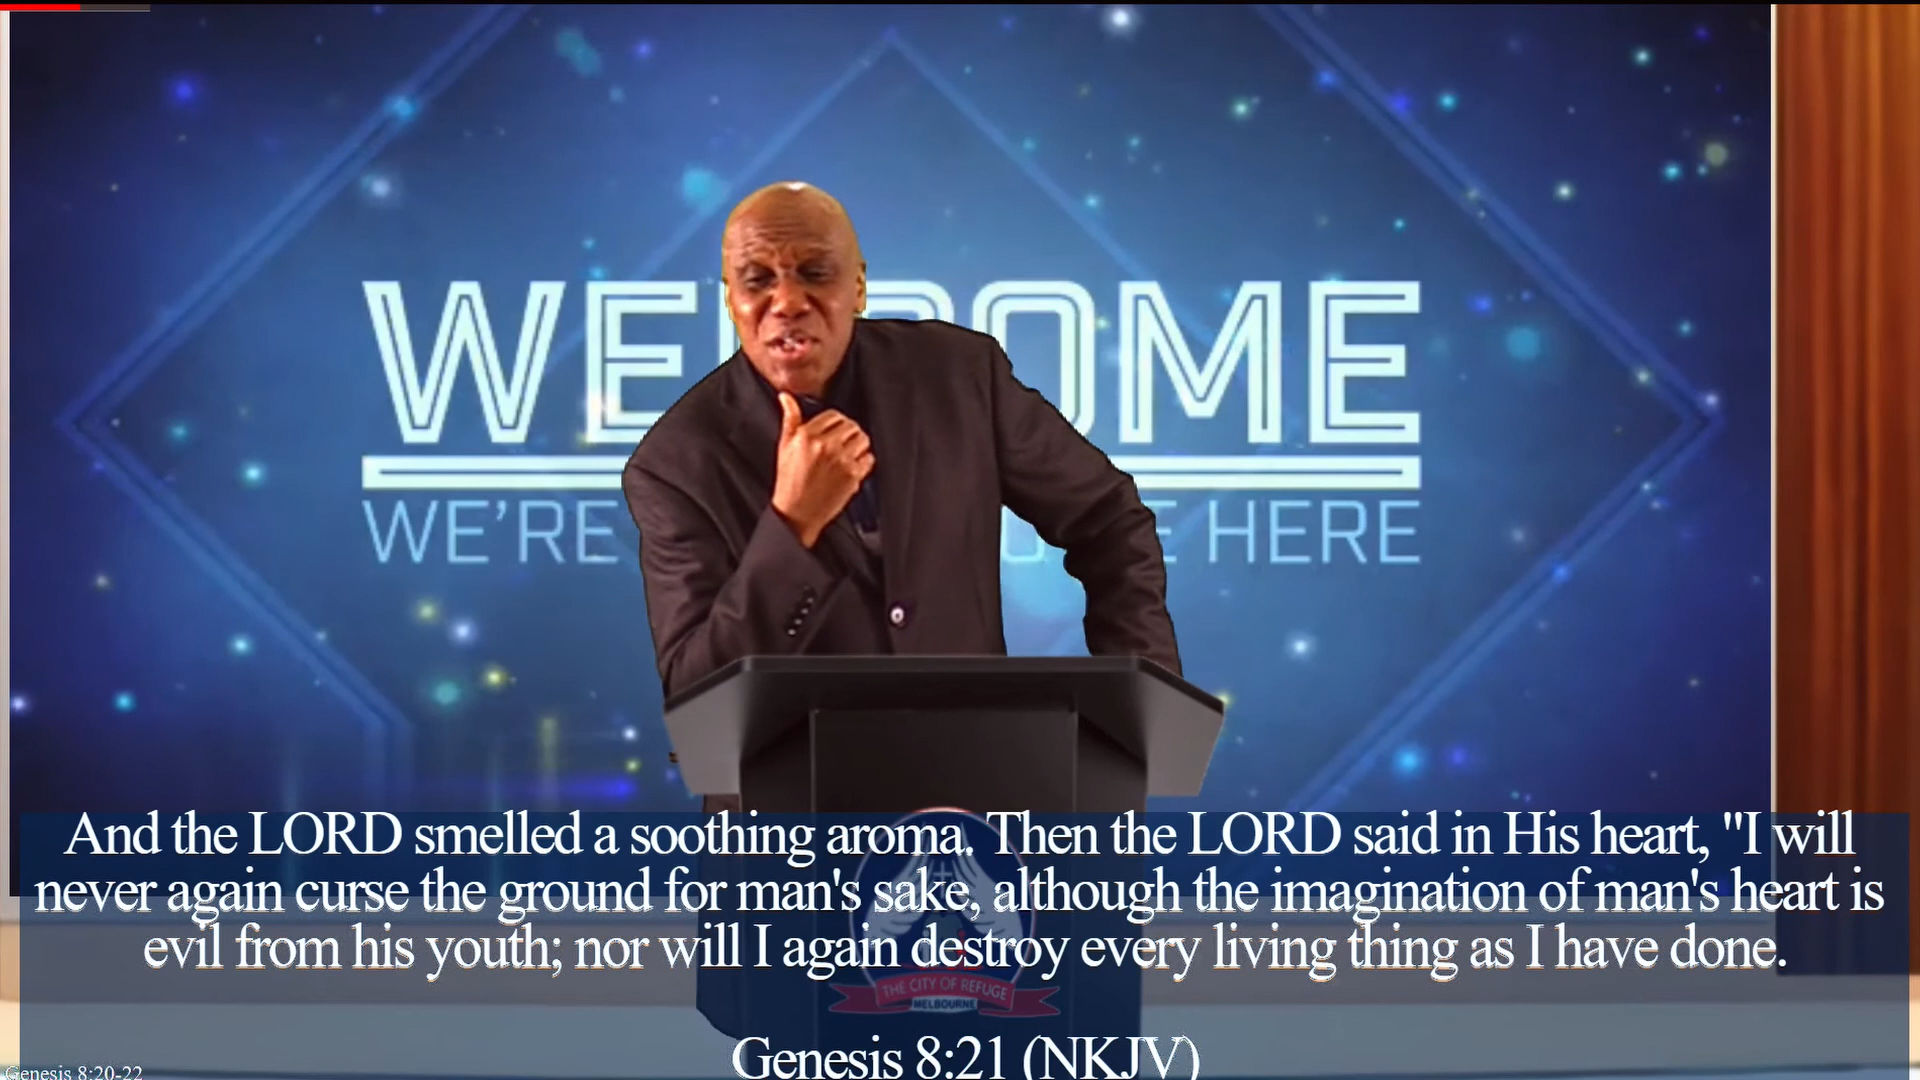 WE OME
WE'RE E HERE
And the LORD smelled a soothing aroma. Then the LORD said in His heart, "I will
never again curse the ground for man's sake, although the imagination of man's heart is
evil from his youth; nor will I again destroy every living thing as I have done.
THE CITY OF REFUGE
MELBOURNE
Genesis 8:21 (NKJV)
Genesis 8:20-22